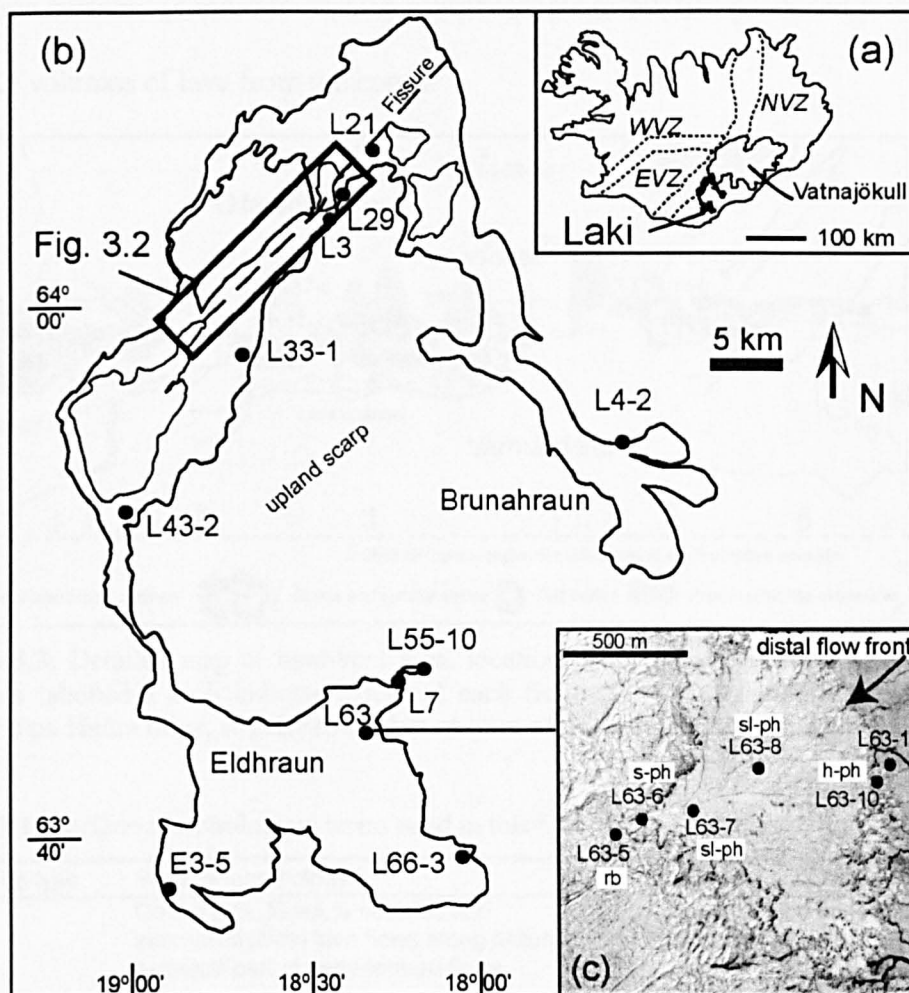 (b)
Fissure
L21
L29
L3
Fig. 3.2
64°
00'
L33-1
upland scarp
L43-2
5 km
N
L4-2
Brunahraun
L55-10
L7
L63
Eldhraun
63°
40'
E3-5
L66-3
19°00'
18°30'
18°00'
(a)
WVZ
NVZ
EVZ
Vatnajökull
Laki
100 km
500 m
distal flow front
sl-ph
L63-8
L63-1
s-ph
h-ph
L63-6
L63-10
L63-7
L63-5
sl-ph
rb
(c)